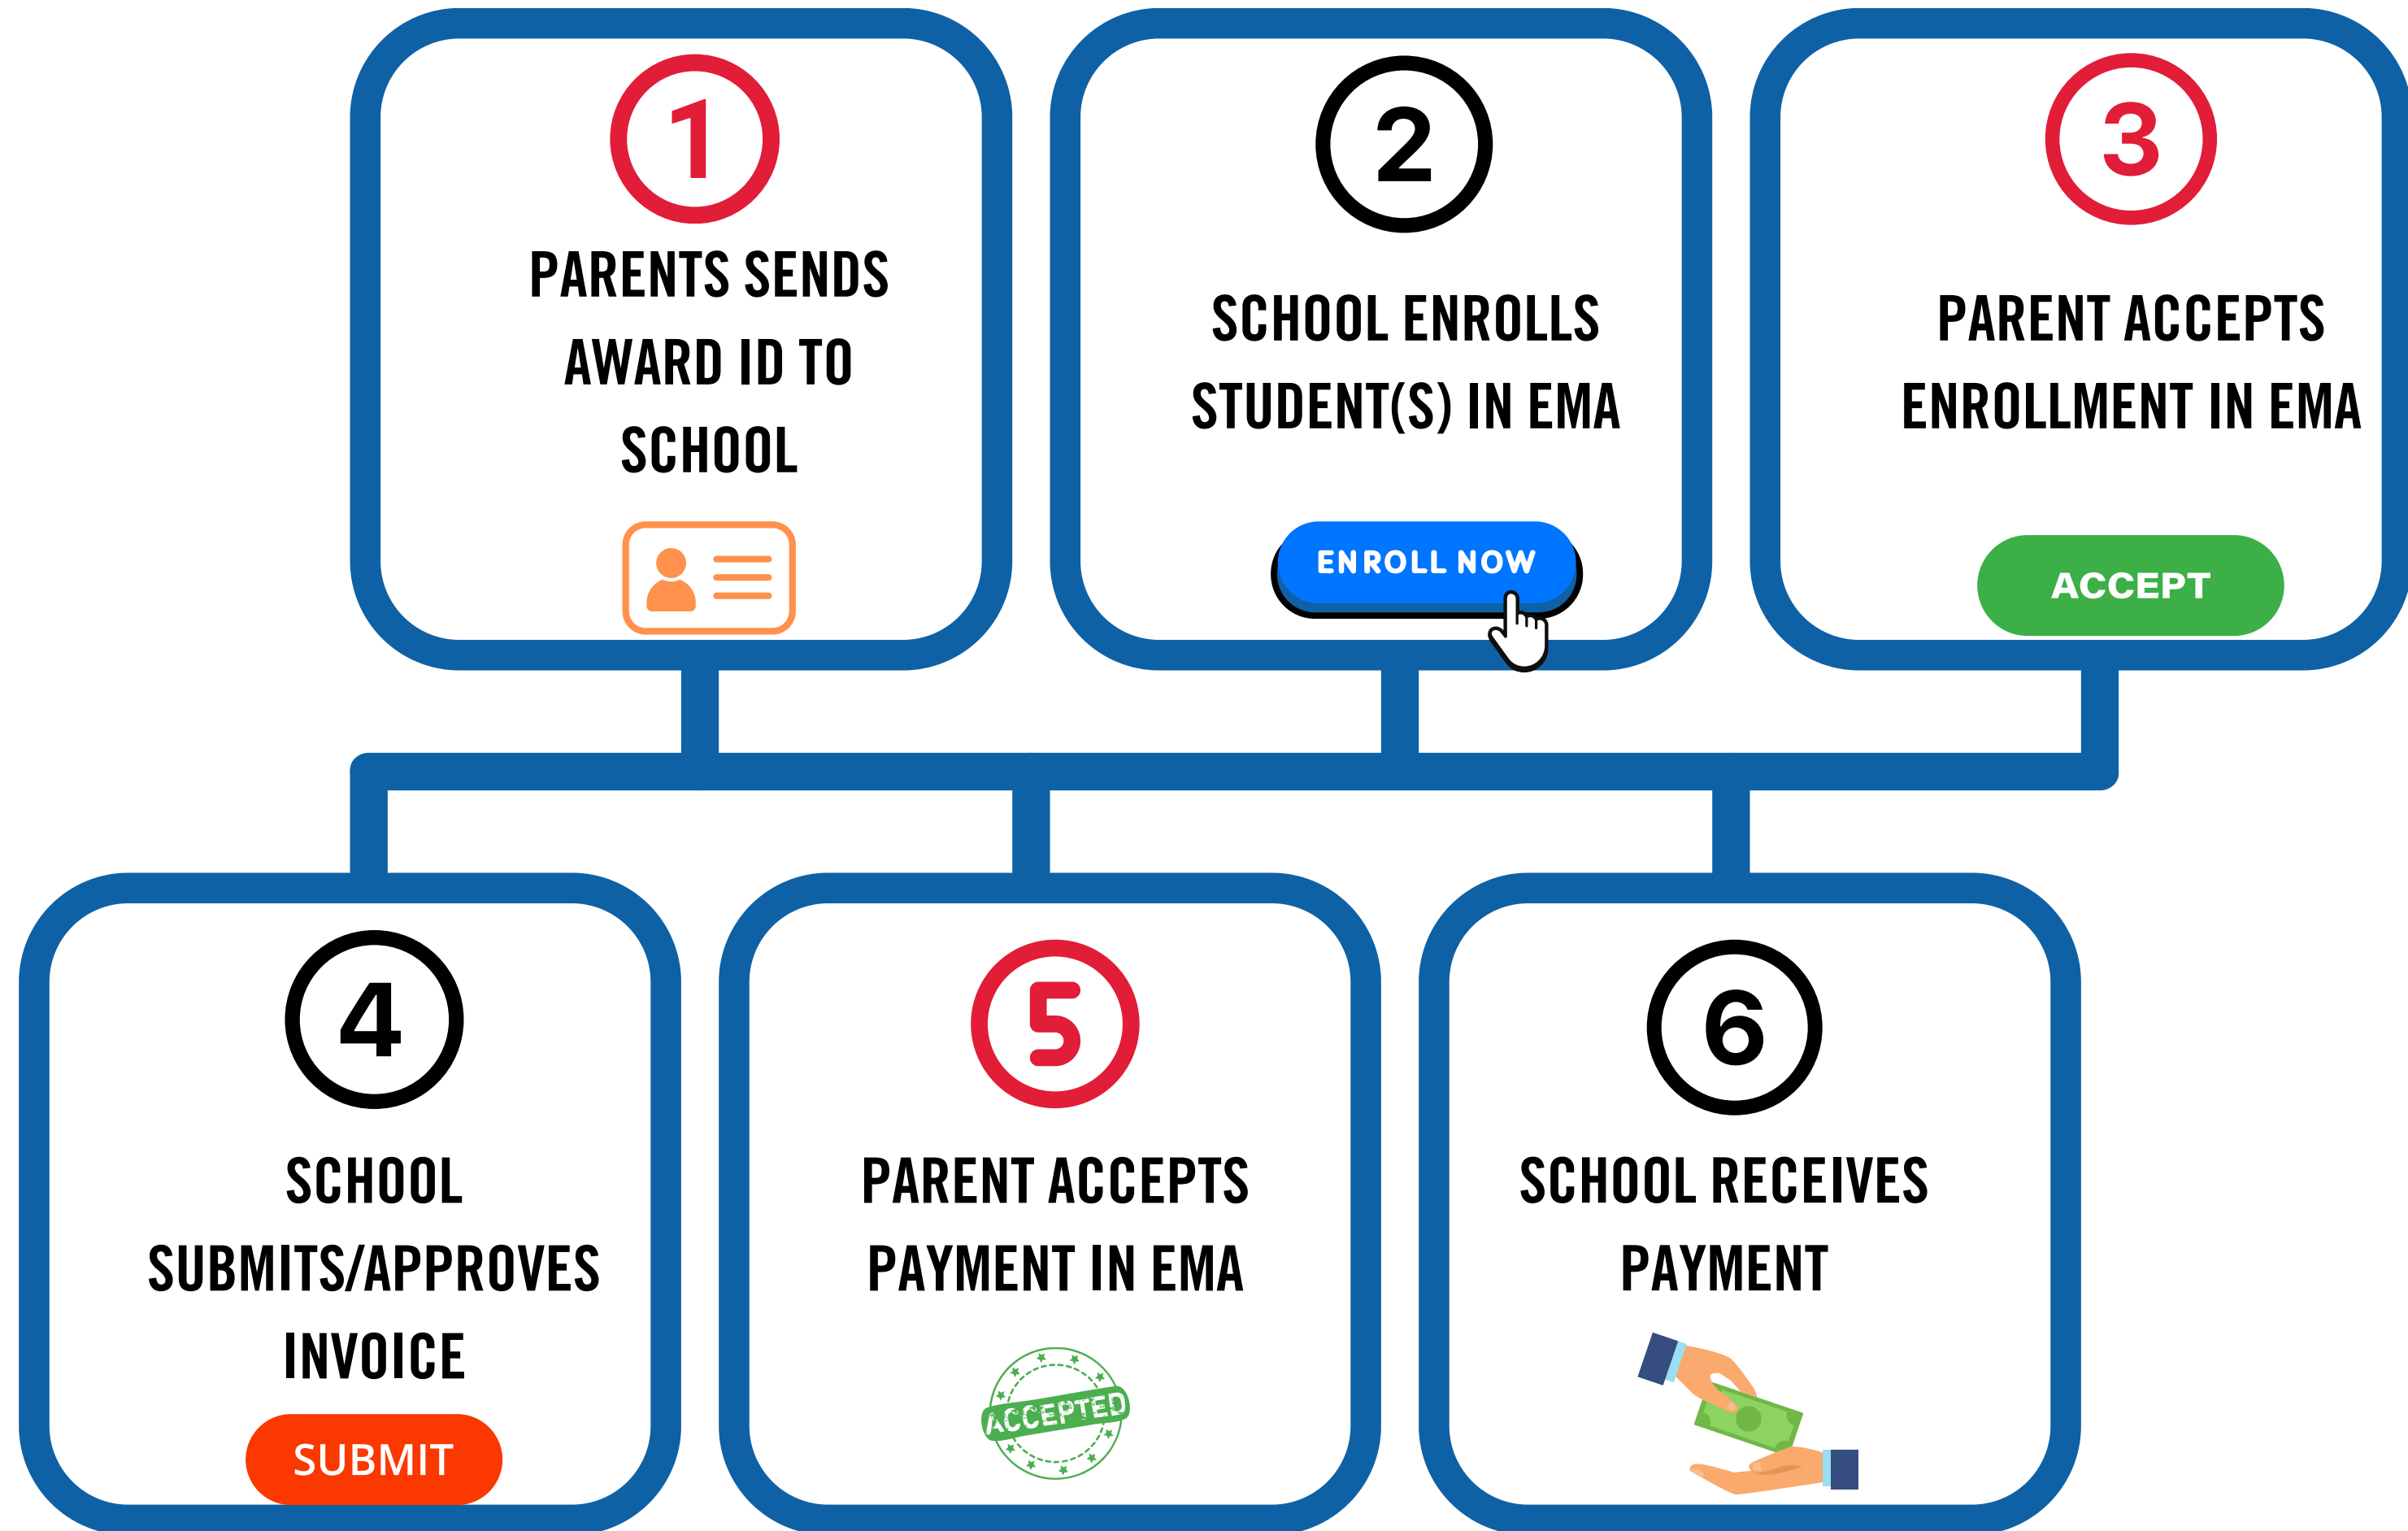 1
PARENTS SENDS
AWARD ID TO
SCHOOL
2
SCHOOL ENROLLS
STUDENT(S) IN EMA
ENROLL NOW
3
PARENT ACCEPTS
ENROLLMENT IN EMA
ACCEPT
4
SCHOOL
SUBMITS/APPROVES
INVOICE
SUBMIT
5
PARENT ACCEPTS
PAYMENT IN EMA
ACCEPTED
6
SCHOOL RECEIVES
PAYMENT